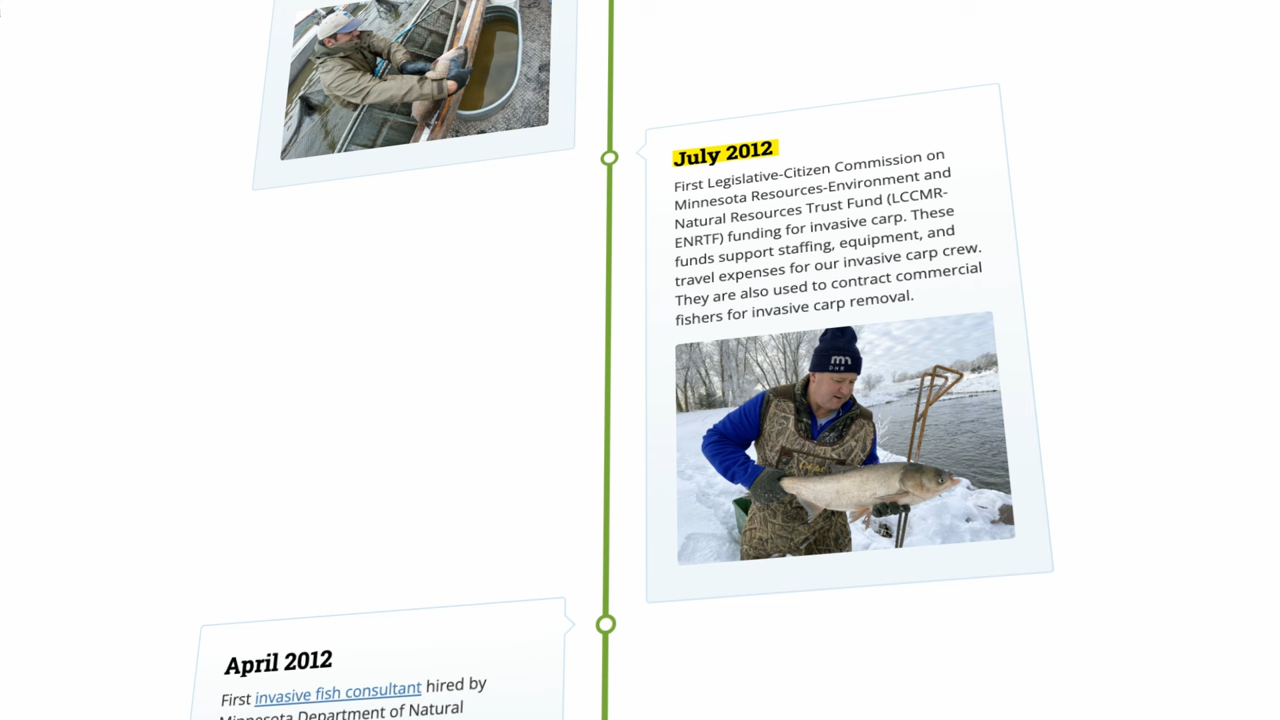 July 2012
First Legislative-Citizen Commission on
Minnesota Resources-Environment and
Natural Resources Trust Fund (LCCMR-
ENRTF) funding for invasive carp. These
funds support staffing, equipment, and
travel expenses for our invasive carp crew.
They are also used to contract commercial
fishers for invasive carp removal.
mn
DNR
April 2012
First invasive fish consultant hired by
Minnesota Department of Natural